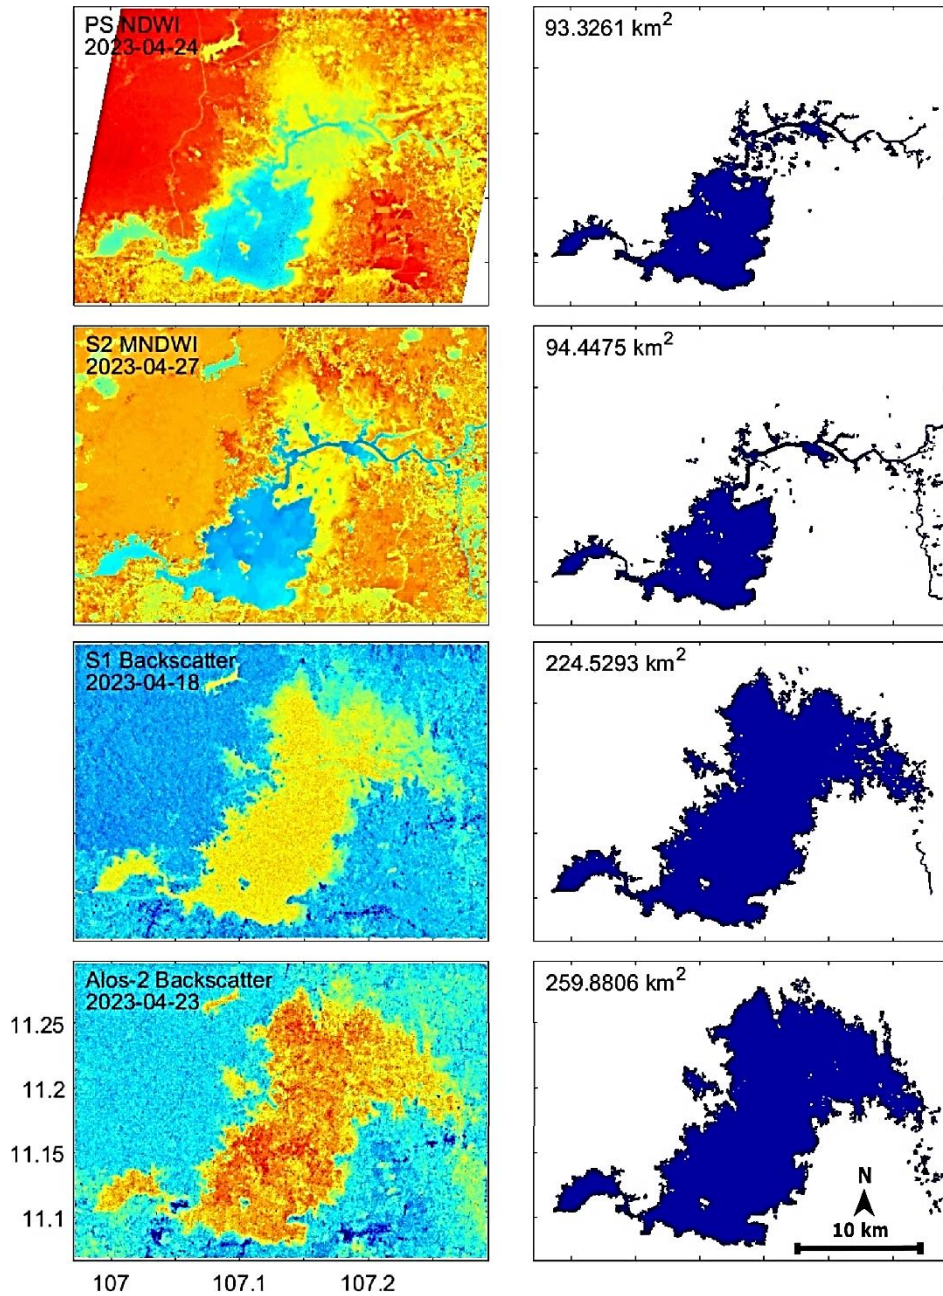 PS NDWI
2023-04-24
93.3261 km²
S2 MNDWI
2023-04-27
94.4475 km²
S1 Backscatter
2023-04-18
224.5293 km²
Alos-2 Backscatter
2023-04-23
259.8806 km²
11.25
11.2
11.15
11.1
N
10 km
107
107.1
107.2